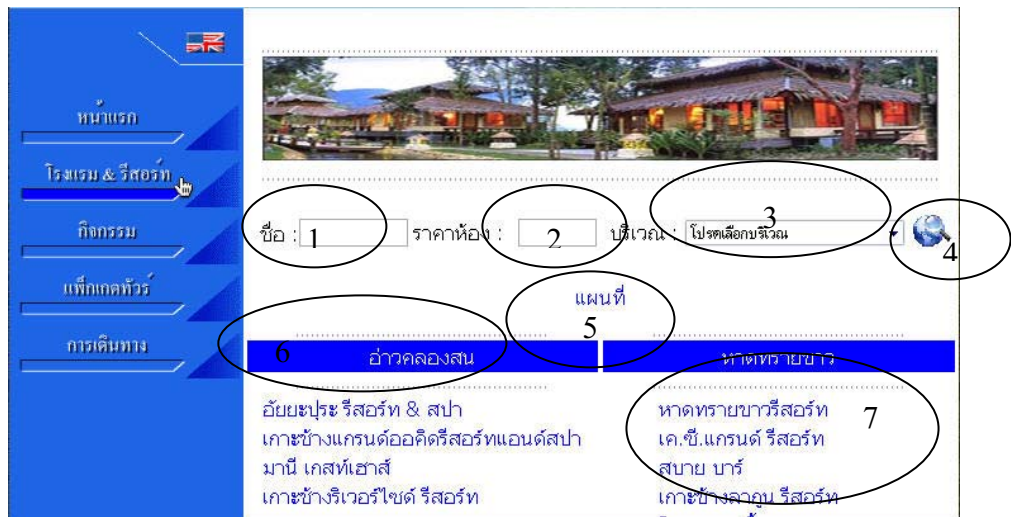 หน้าแรก
โรงแรม & รีสอร์ท
กิจกรรม
แพ็กเกตทัวร์
การเดินทาง
ชื่อ : 1 ราคาห้อง : 2 บริเวณ : โปรดเลือกบริเวณ 3
4
แผนที่
5
6 อ่าวคลองสน หาดทรายขาว
อัยยะปุระ รีสอร์ท & สปา หาดทรายขาวรีสอร์ท 7
เกาะช้างแกรนด์ออคิดรีสอร์ทแอนด์สปา เค.ซี.แกรนด์ รีสอร์ท
มานี เกสท์เฮาส์ สบาย บาร์
เกาะช้างริเวอร์ไซด์ รีสอร์ท เกาะช้างลากูน รีสอร์ท